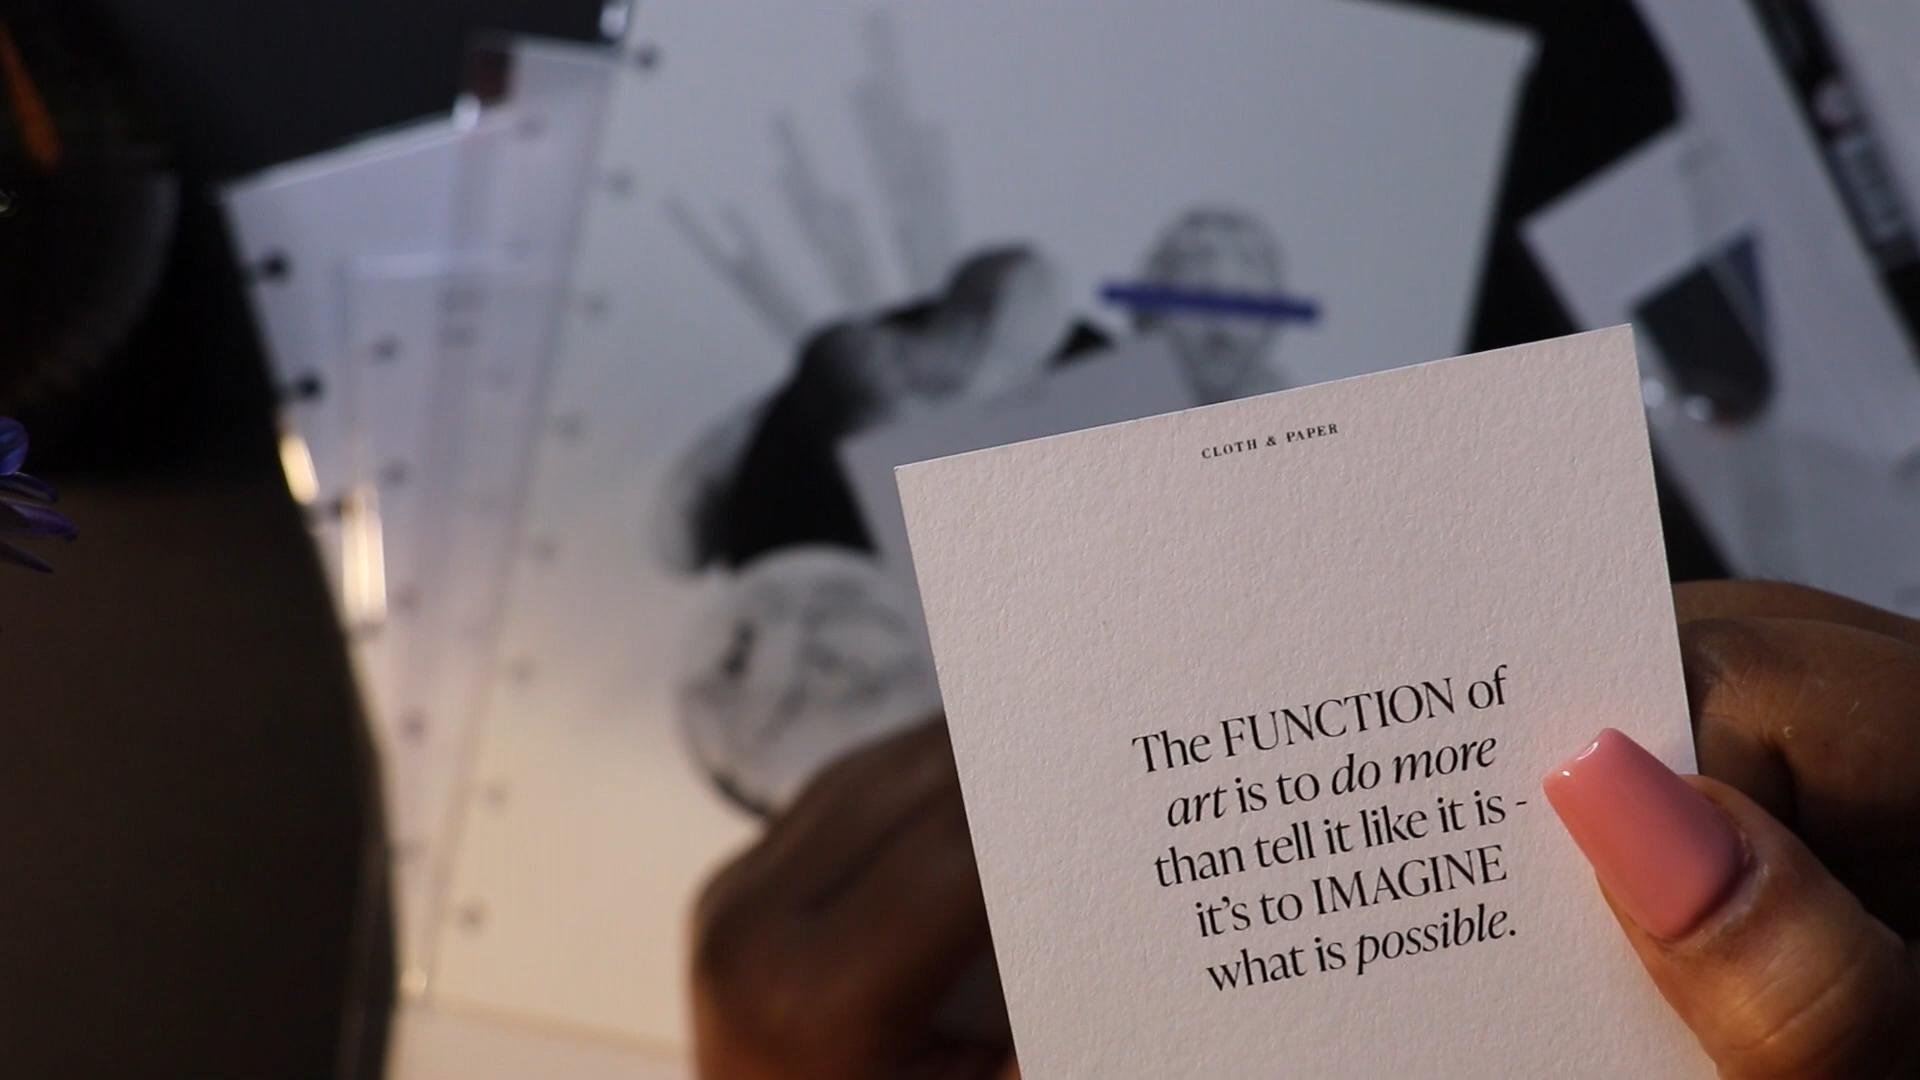 CLOTH & PAPER
The FUNCTION of
art is to do more
than tell it like it is -
it's to IMAGINE
what is possible.